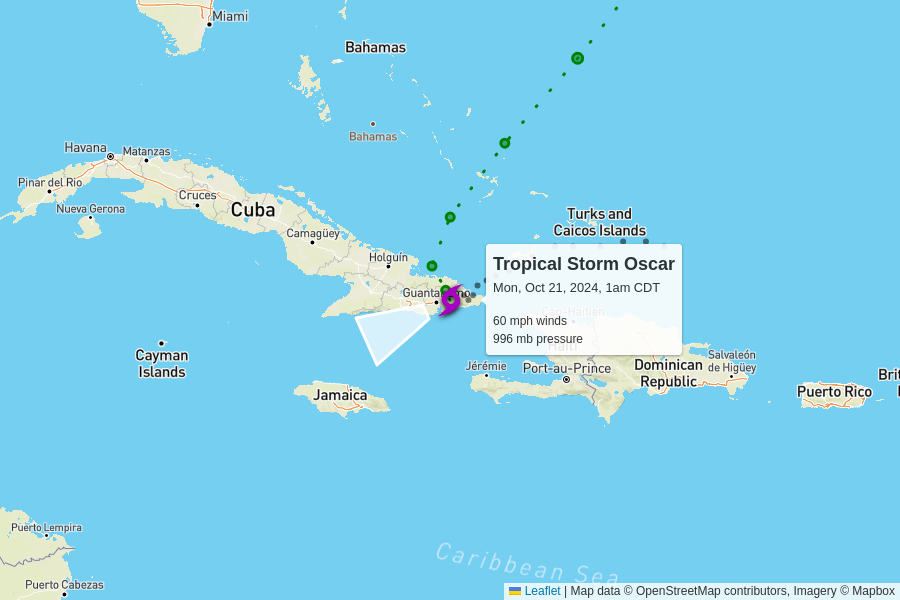 Miami
Bahamas
Bahamas
Havana
Matanzas
Pinar del Rio
Cruces
Nueva Gerona
Cuba
Camagüey
Holguín
Turks and
Caicos Islands
Tropical Storm Oscar
Mon, Oct 21, 2024, 1am CDT
60 mph winds
996 mb pressure
Cap-Haïtien
Haiti
Cayman
Islands
Jamaica
Jérémie
Port-au-Prince
Dominican
Republic
Salvaleón
de Higüey
Puerto Rico
Puerto Lempira
Puerto Cabezas
Caribbean Sea
Leaflet | Map data © OpenStreetMap contributors, Imagery © Mapbox